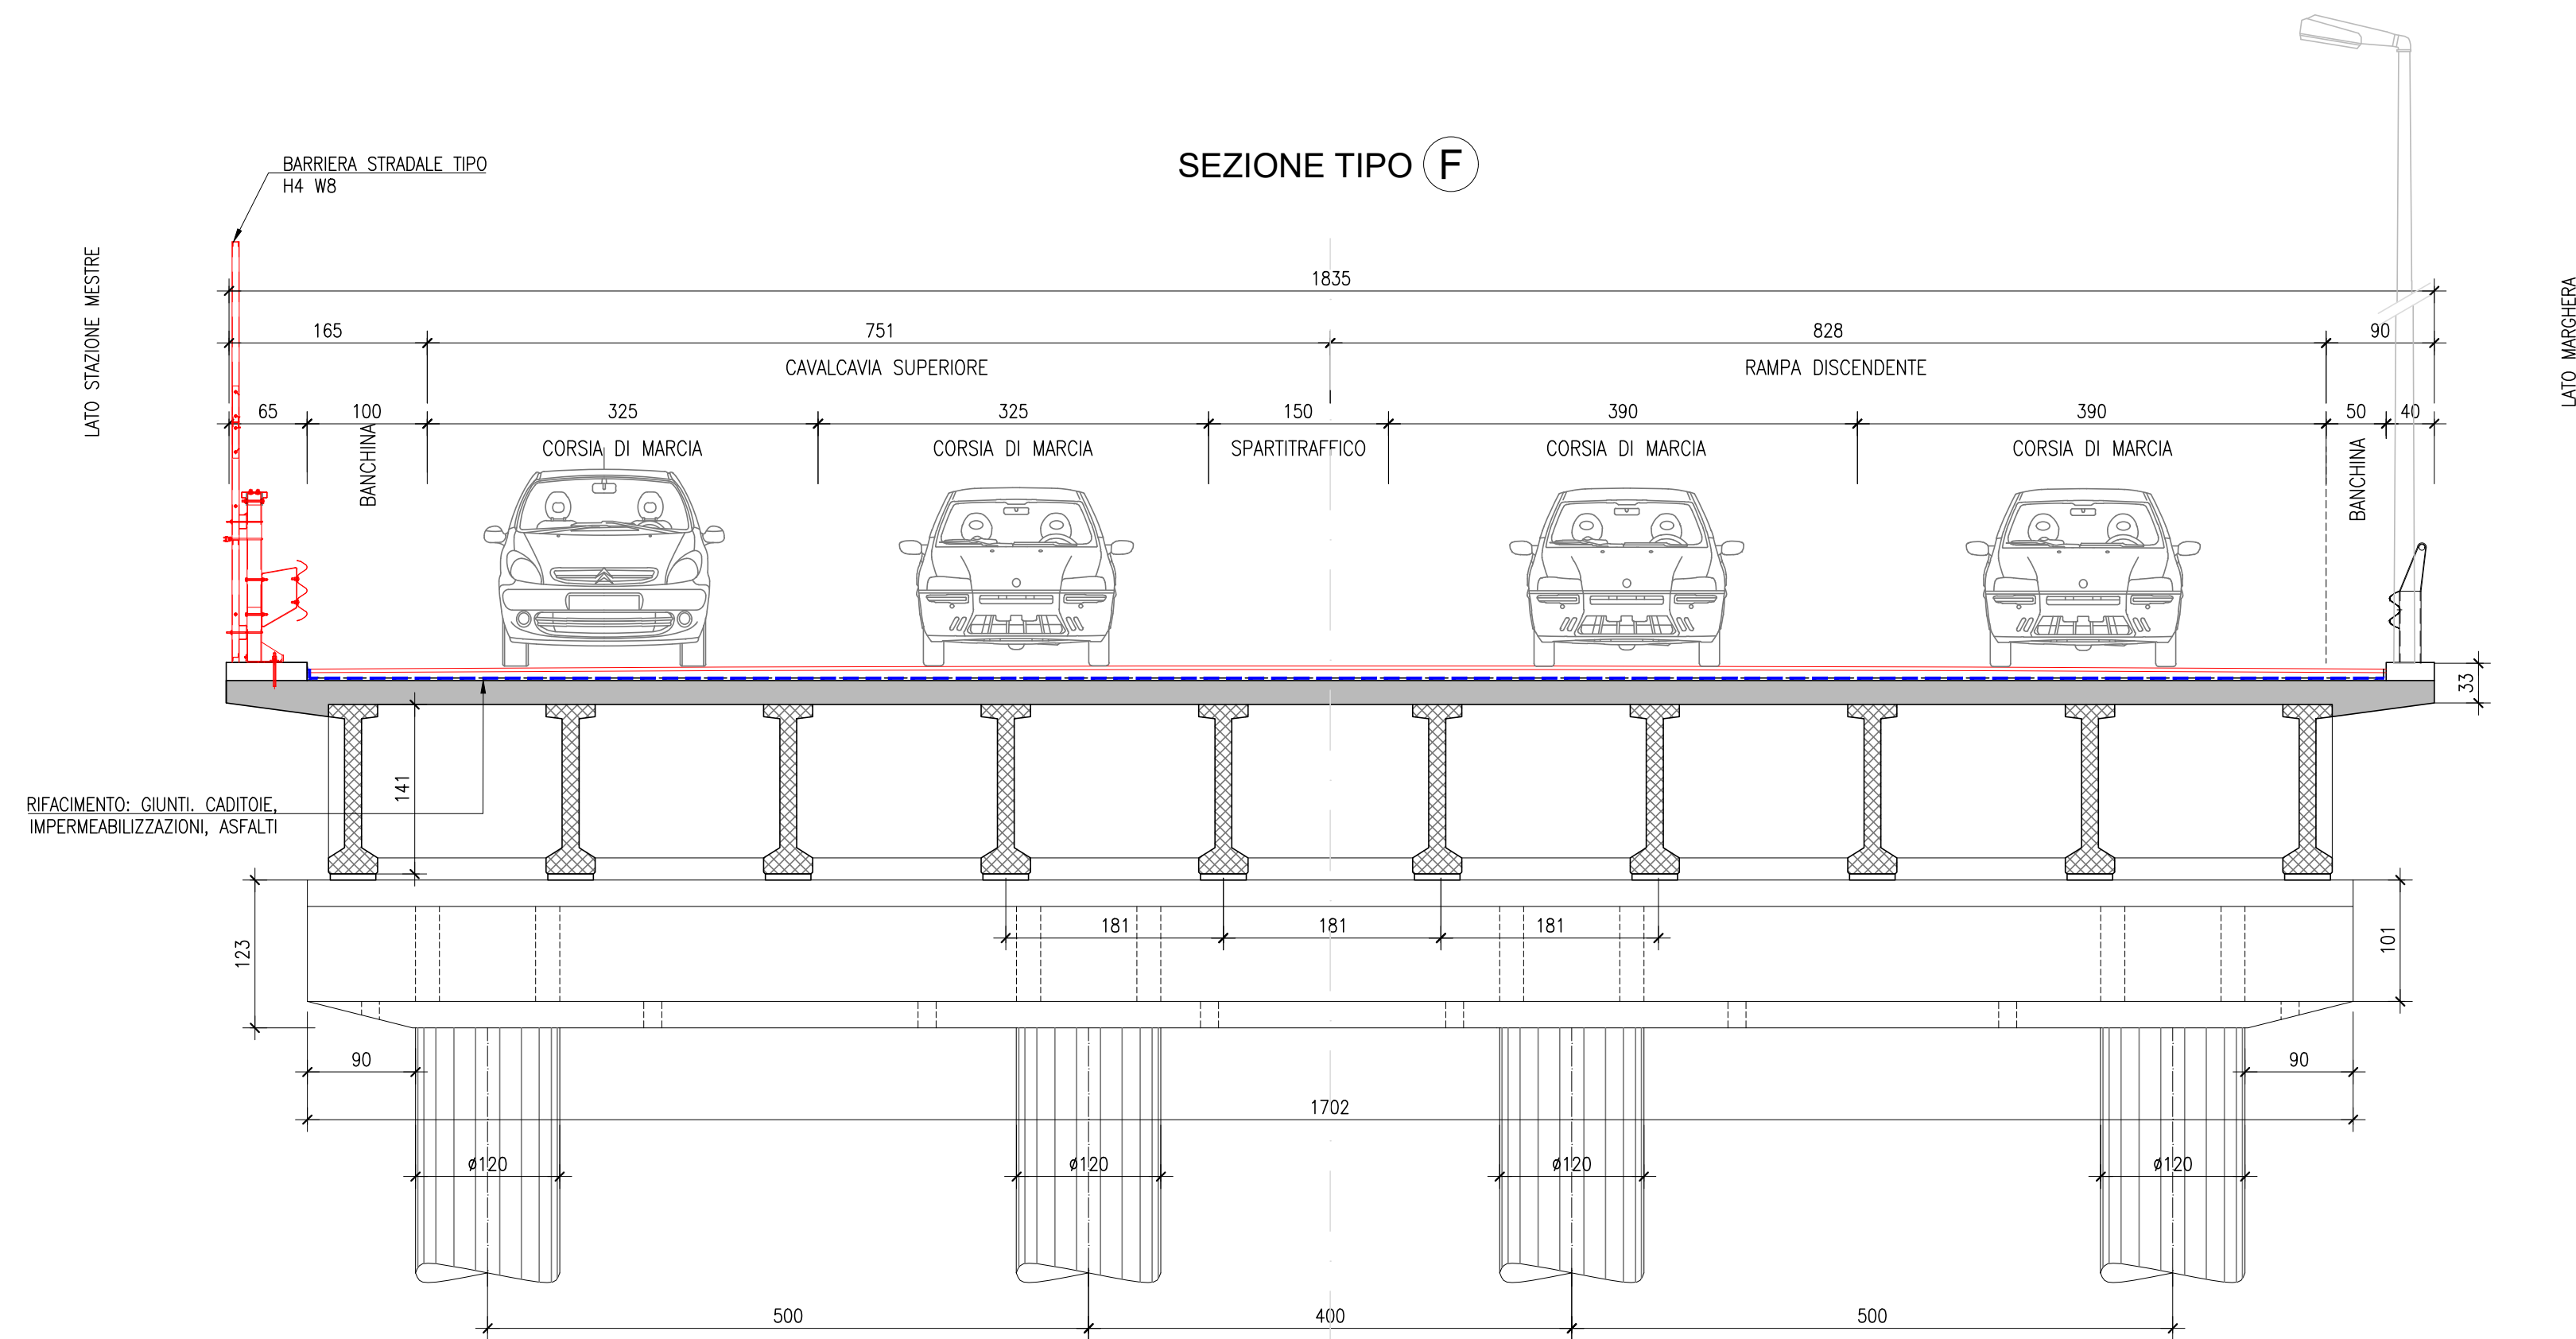 SEZIONE TIPO F
BARRIERA STRADALE TIPO
H4 W8
LATO STAZIONE MESTRE
LATO MARGHERA
1835
165
751
828
90
CAVALCAVIA SUPERIORE
RAMPA DISCENDENTE
65
100
325
325
150
390
390
50
40
BANCHINA
CORSIA DI MARCIA
CORSIA DI MARCIA
SPARTITRAFFICO
CORSIA DI MARCIA
CORSIA DI MARCIA
BANCHINA
33
141
RIFACIMENTO: GIUNTI. CADITOIE,
IMPERMEABILIZZAZIONI, ASFALTI
181
181
181
123
101
90
90
1702
ø120
ø120
ø120
ø120
500
400
500